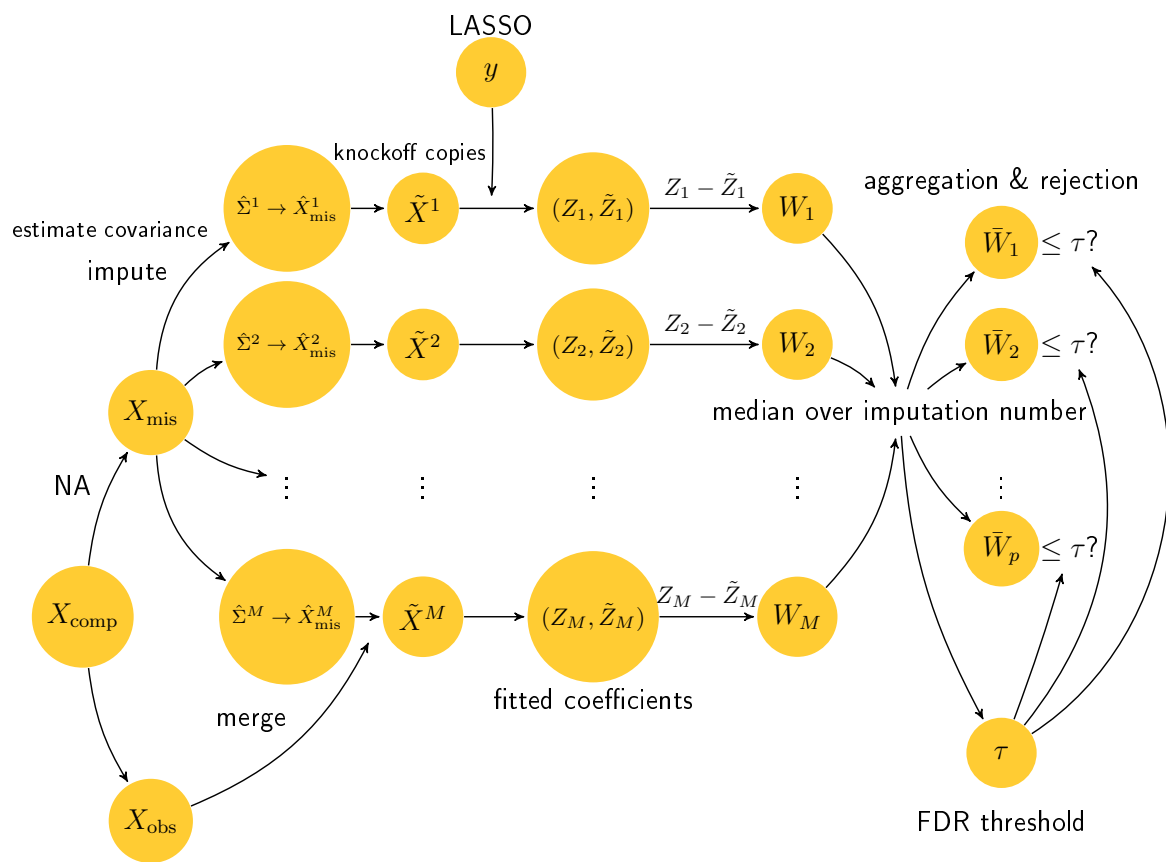 LASSO
y
knockoff copies
Σ̂¹ → X̂¹_mis
X̃¹
(Z₁, Z̃₁)
Z₁ − Z̃₁
W₁
aggregation & rejection
W̄₁ ≤ τ?
estimate covariance
impute
Σ̂² → X̂²_mis
X̃²
(Z₂, Z̃₂)
Z₂ − Z̃₂
W₂
W̄₂ ≤ τ?
X_mis
median over imputation number
NA
⋮ ⋮ ⋮ ⋮ ⋮
W̄_p ≤ τ?
X_comp
Σ̂^M → X̂^M_mis
X̃^M
(Z_M, Z̃_M)
Z_M − Z̃_M
W_M
merge
fitted coefficients
τ
X_obs
FDR threshold